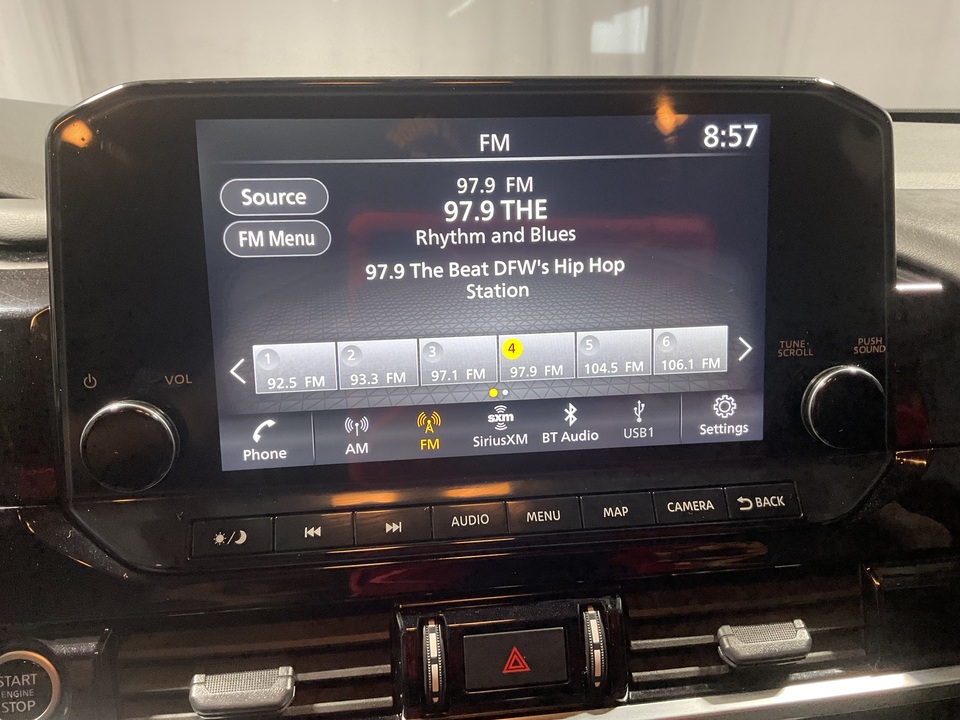 FM
8:57
Source
FM Menu
97.9 FM
97.9 THE
Rhythm and Blues
97.9 The Beat DFW's Hip Hop
Station
1
92.5 FM
2
93.3 FM
3
97.1 FM
4
97.9 FM
5
104.5 FM
6
106.1 FM
Phone
AM
FM
sxm
SiriusXM
BT Audio
USB1
Settings
VOL
TUNE·
SCROLL
PUSH
SOUND
AUDIO
MENU
MAP
CAMERA
BACK
START
ENGINE
STOP